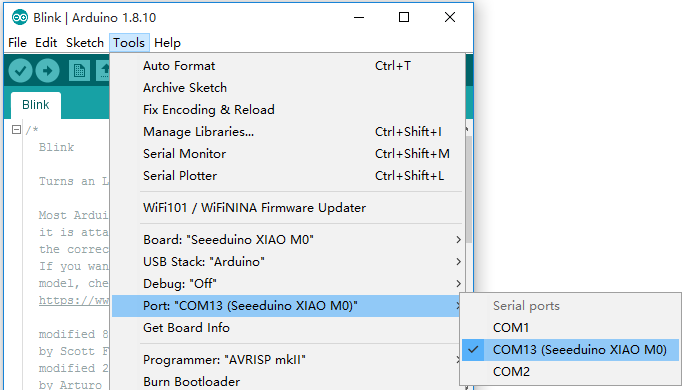 Blink | Arduino 1.8.10
File Edit Sketch Tools Help
Blink
/*
Blink
Turns an L
Most Ardui
it is atta
the correc
If you wan
model, che
https://ww
modified 8
by Scott F
modified 2
by Arturo
Auto Format Ctrl+T
Archive Sketch
Fix Encoding & Reload
Manage Libraries... Ctrl+Shift+I
Serial Monitor Ctrl+Shift+M
Serial Plotter Ctrl+Shift+L
WiFi101 / WiFiNINA Firmware Updater
Board: "Seeeduino XIAO M0"
USB Stack: "Arduino"
Debug: "Off"
Port: "COM13 (Seeeduino XIAO M0)"
Get Board Info
Programmer: "AVRISP mkII"
Burn Bootloader
Serial ports
COM1
COM13 (Seeeduino XIAO M0)
COM2